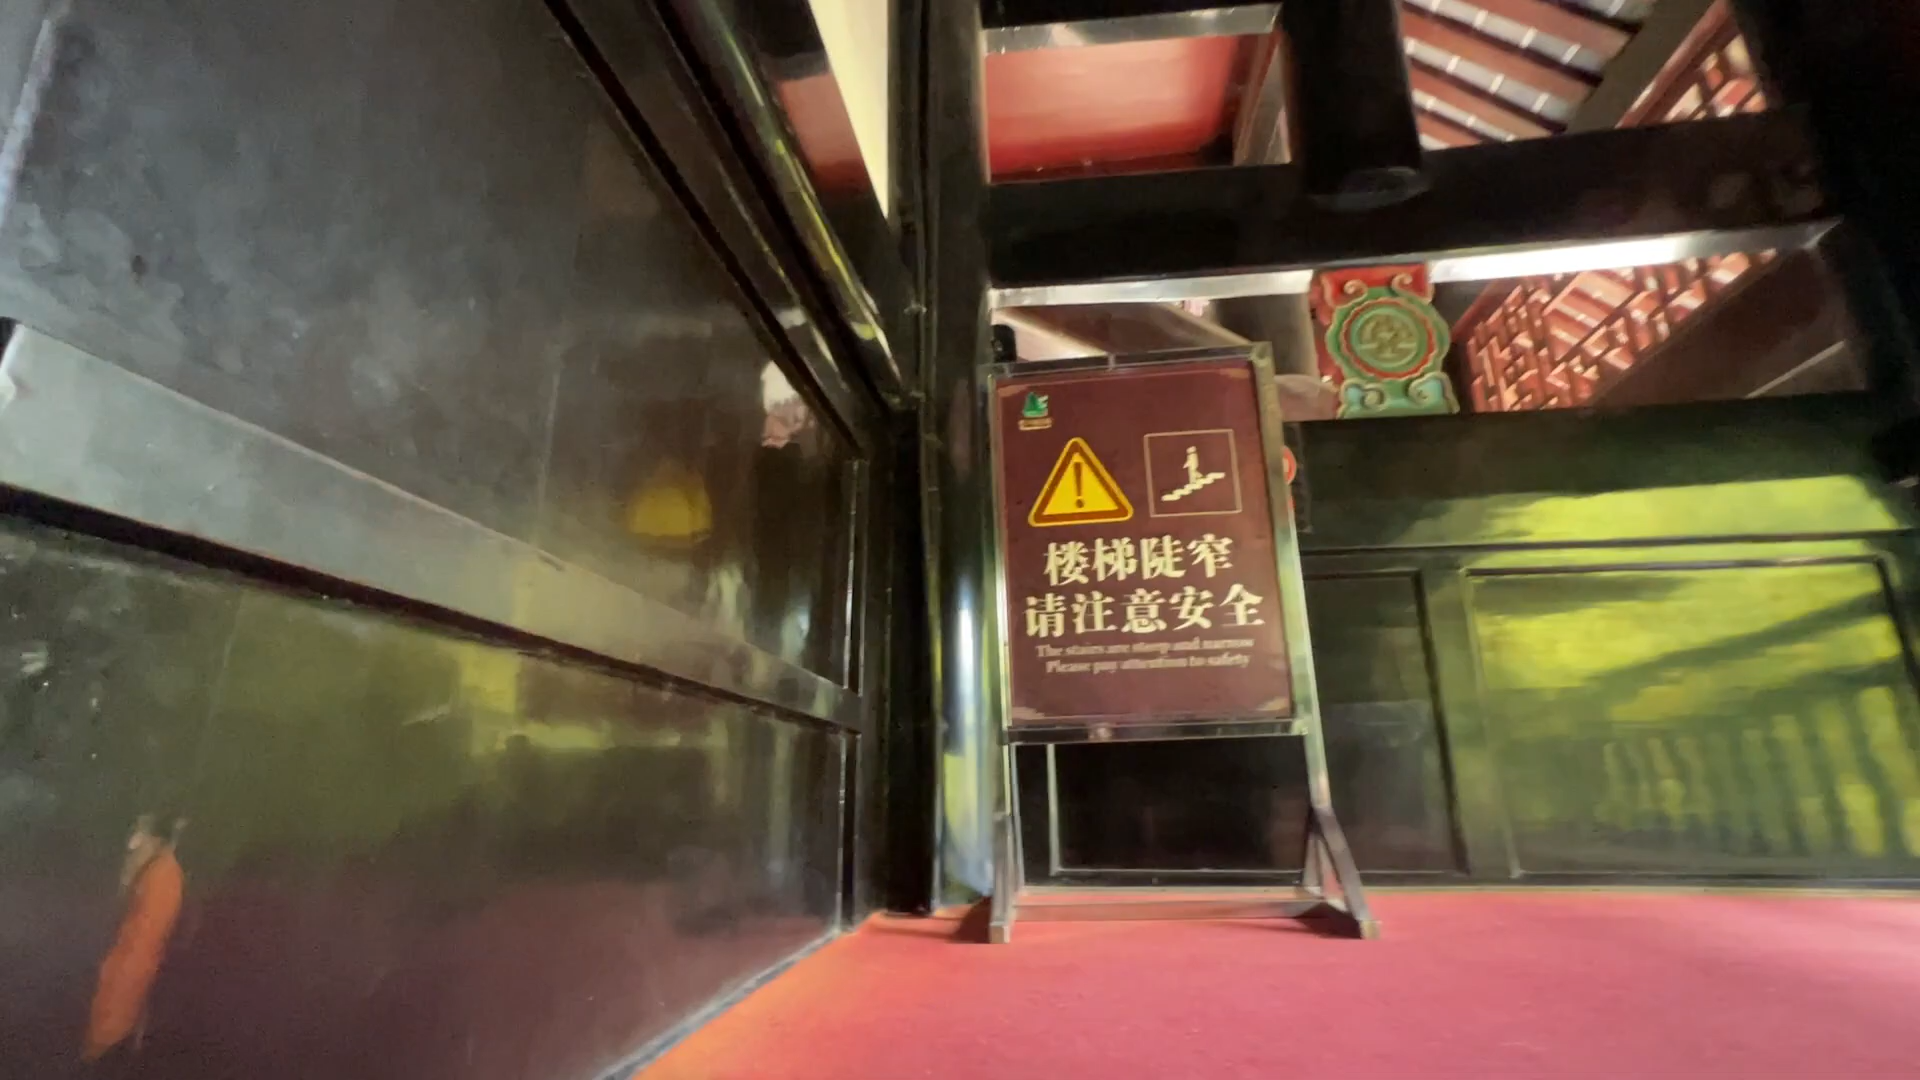 楼梯陡窄
请注意安全
The stairs are steep and narrow
Please pay attention to safety